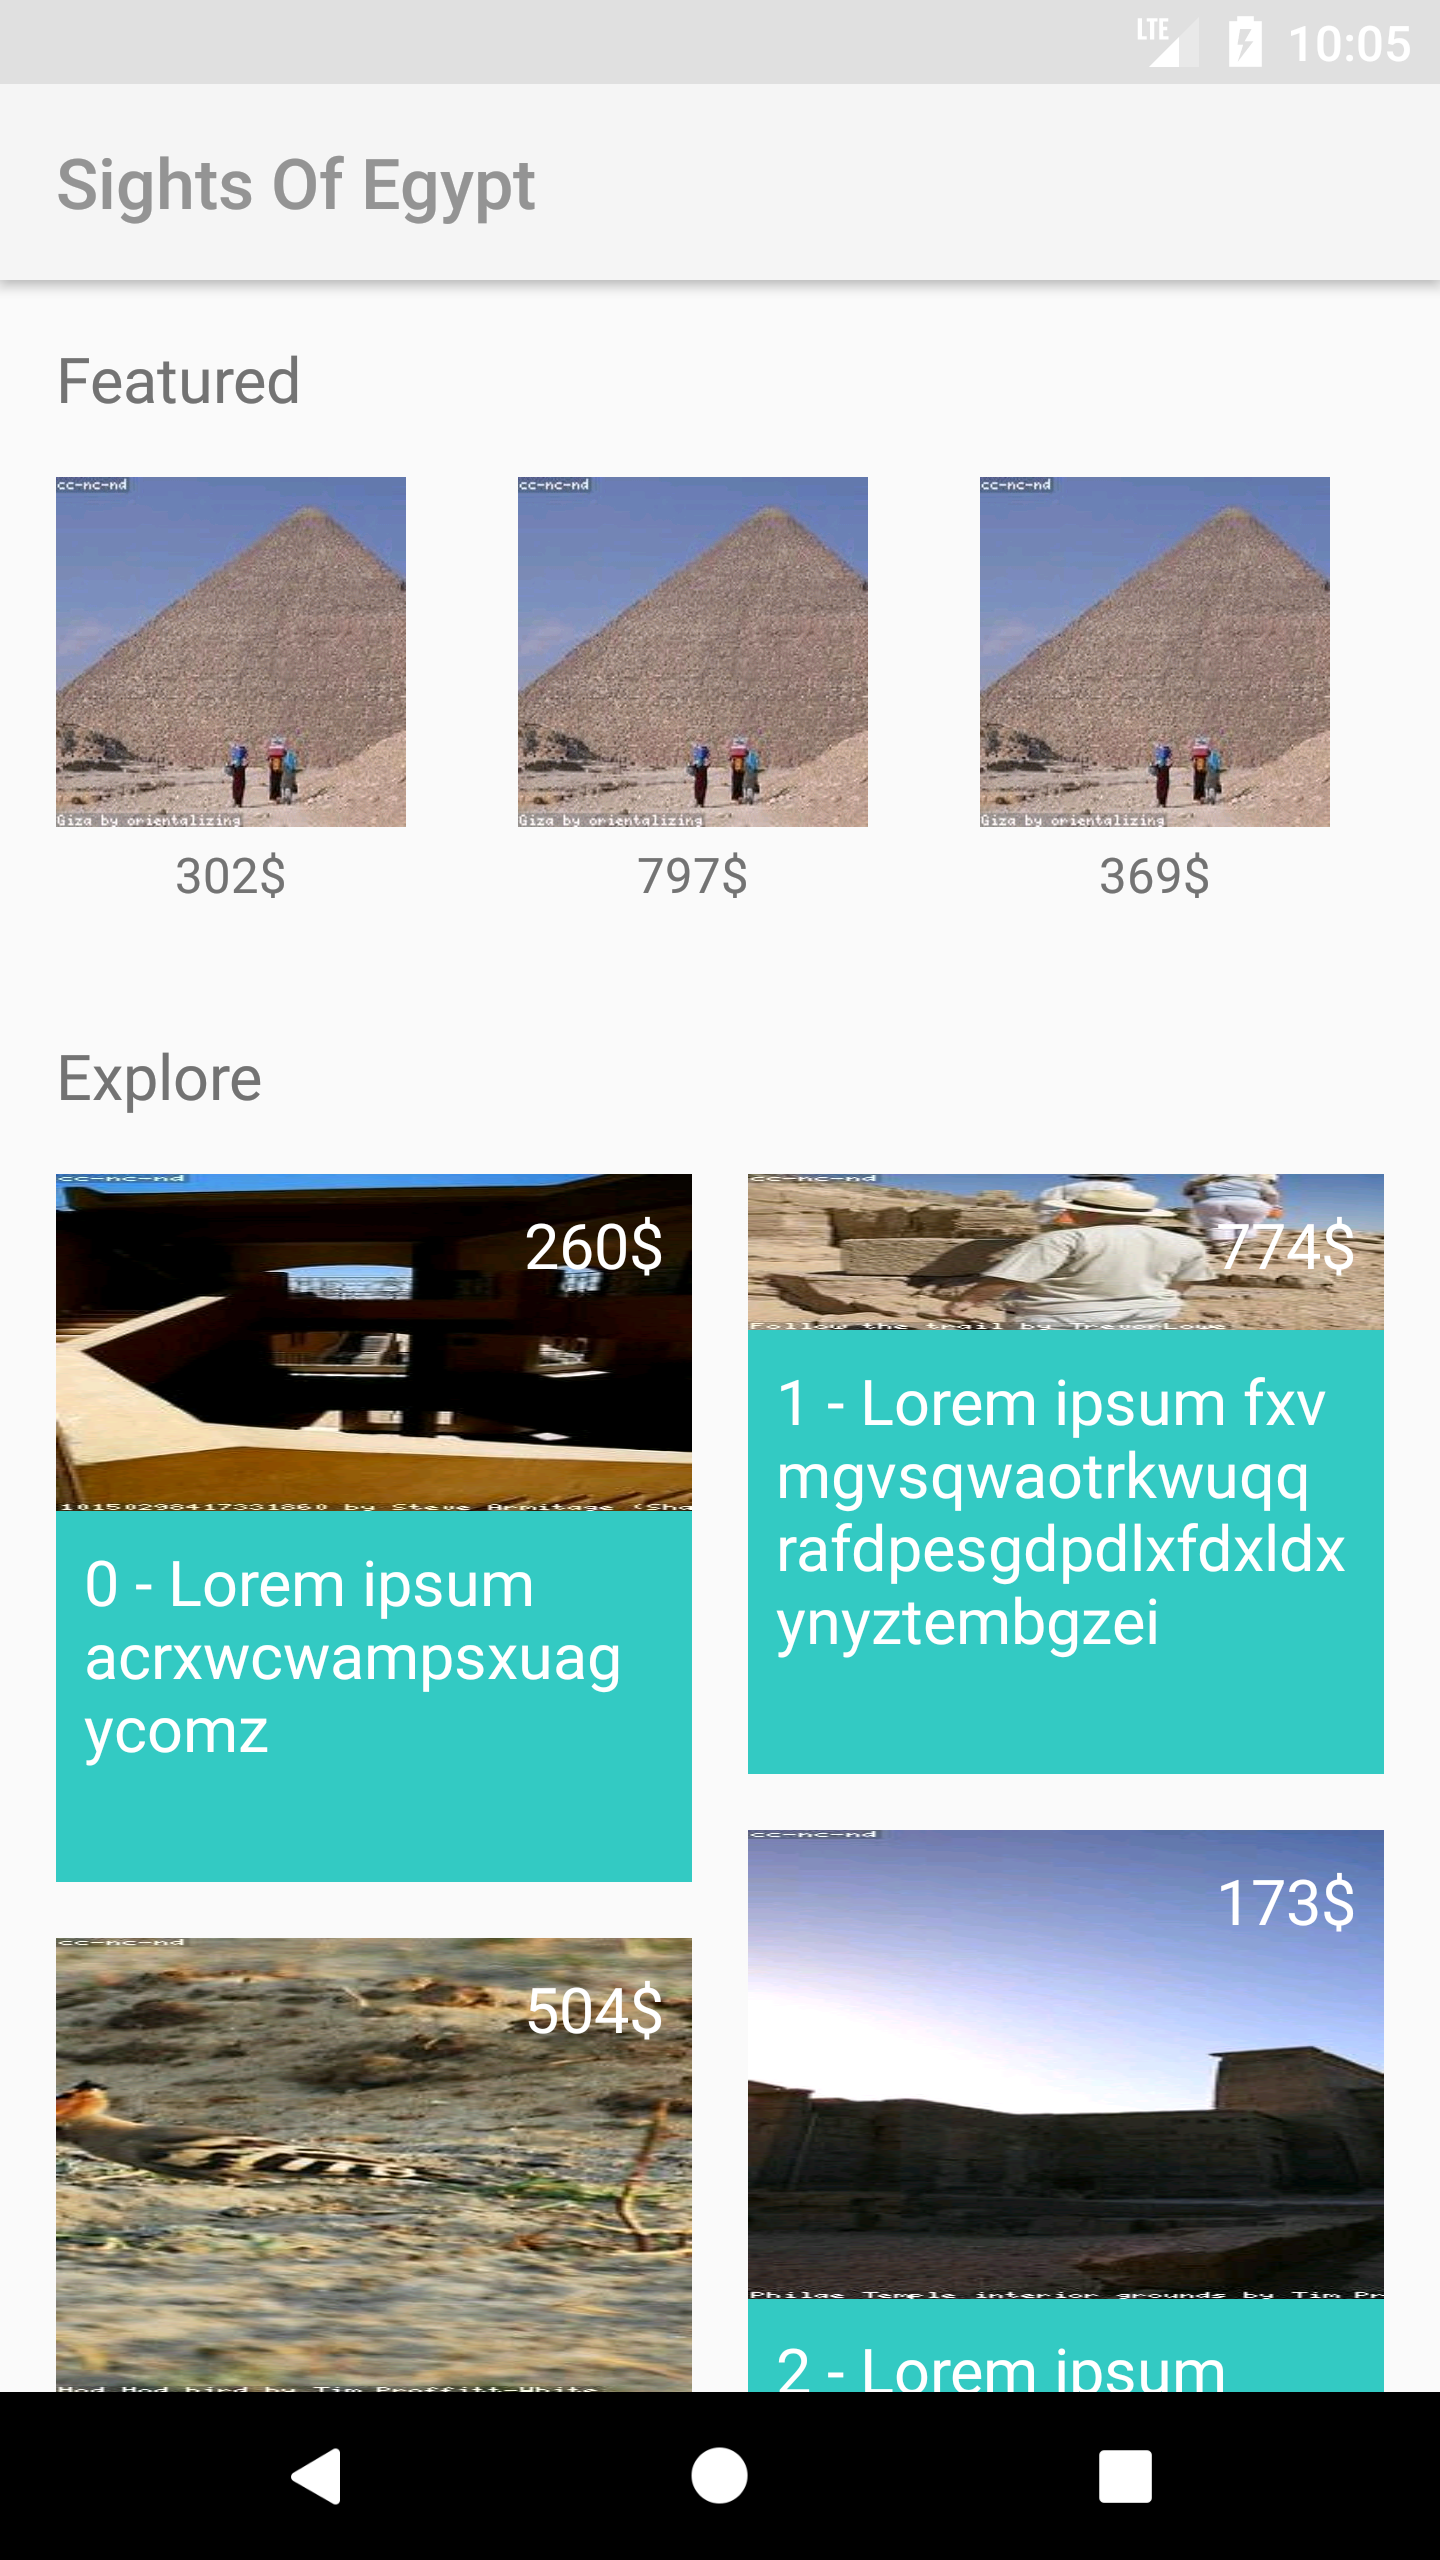 LTE 10:05
Sights Of Egypt
Featured
cc-nc-nd
cc-nc-nd
cc-nc-nd
Giza by orientalizing
Giza by orientalizing
Giza by orientalizing
302$
797$
369$
Explore
cc-nc-nd
260$
10150298417331860 by Steve Armitage (Sha
0 - Lorem ipsum
acrxwcwampsxuag
ycomz
cc-nc-nd
774$
Follow the trail by TrevorLowe
1 - Lorem ipsum fxv
mgvsqwaotrkwuqq
rafdpesgdpdlxfdxldx
ynyztembgzei
cc-nc-nd
504$
Hod Hod bird by Tim Proffitt-White
cc-nc-nd
173$
Philae Temple interior grounds by Tim Pr
2 - Lorem ipsum